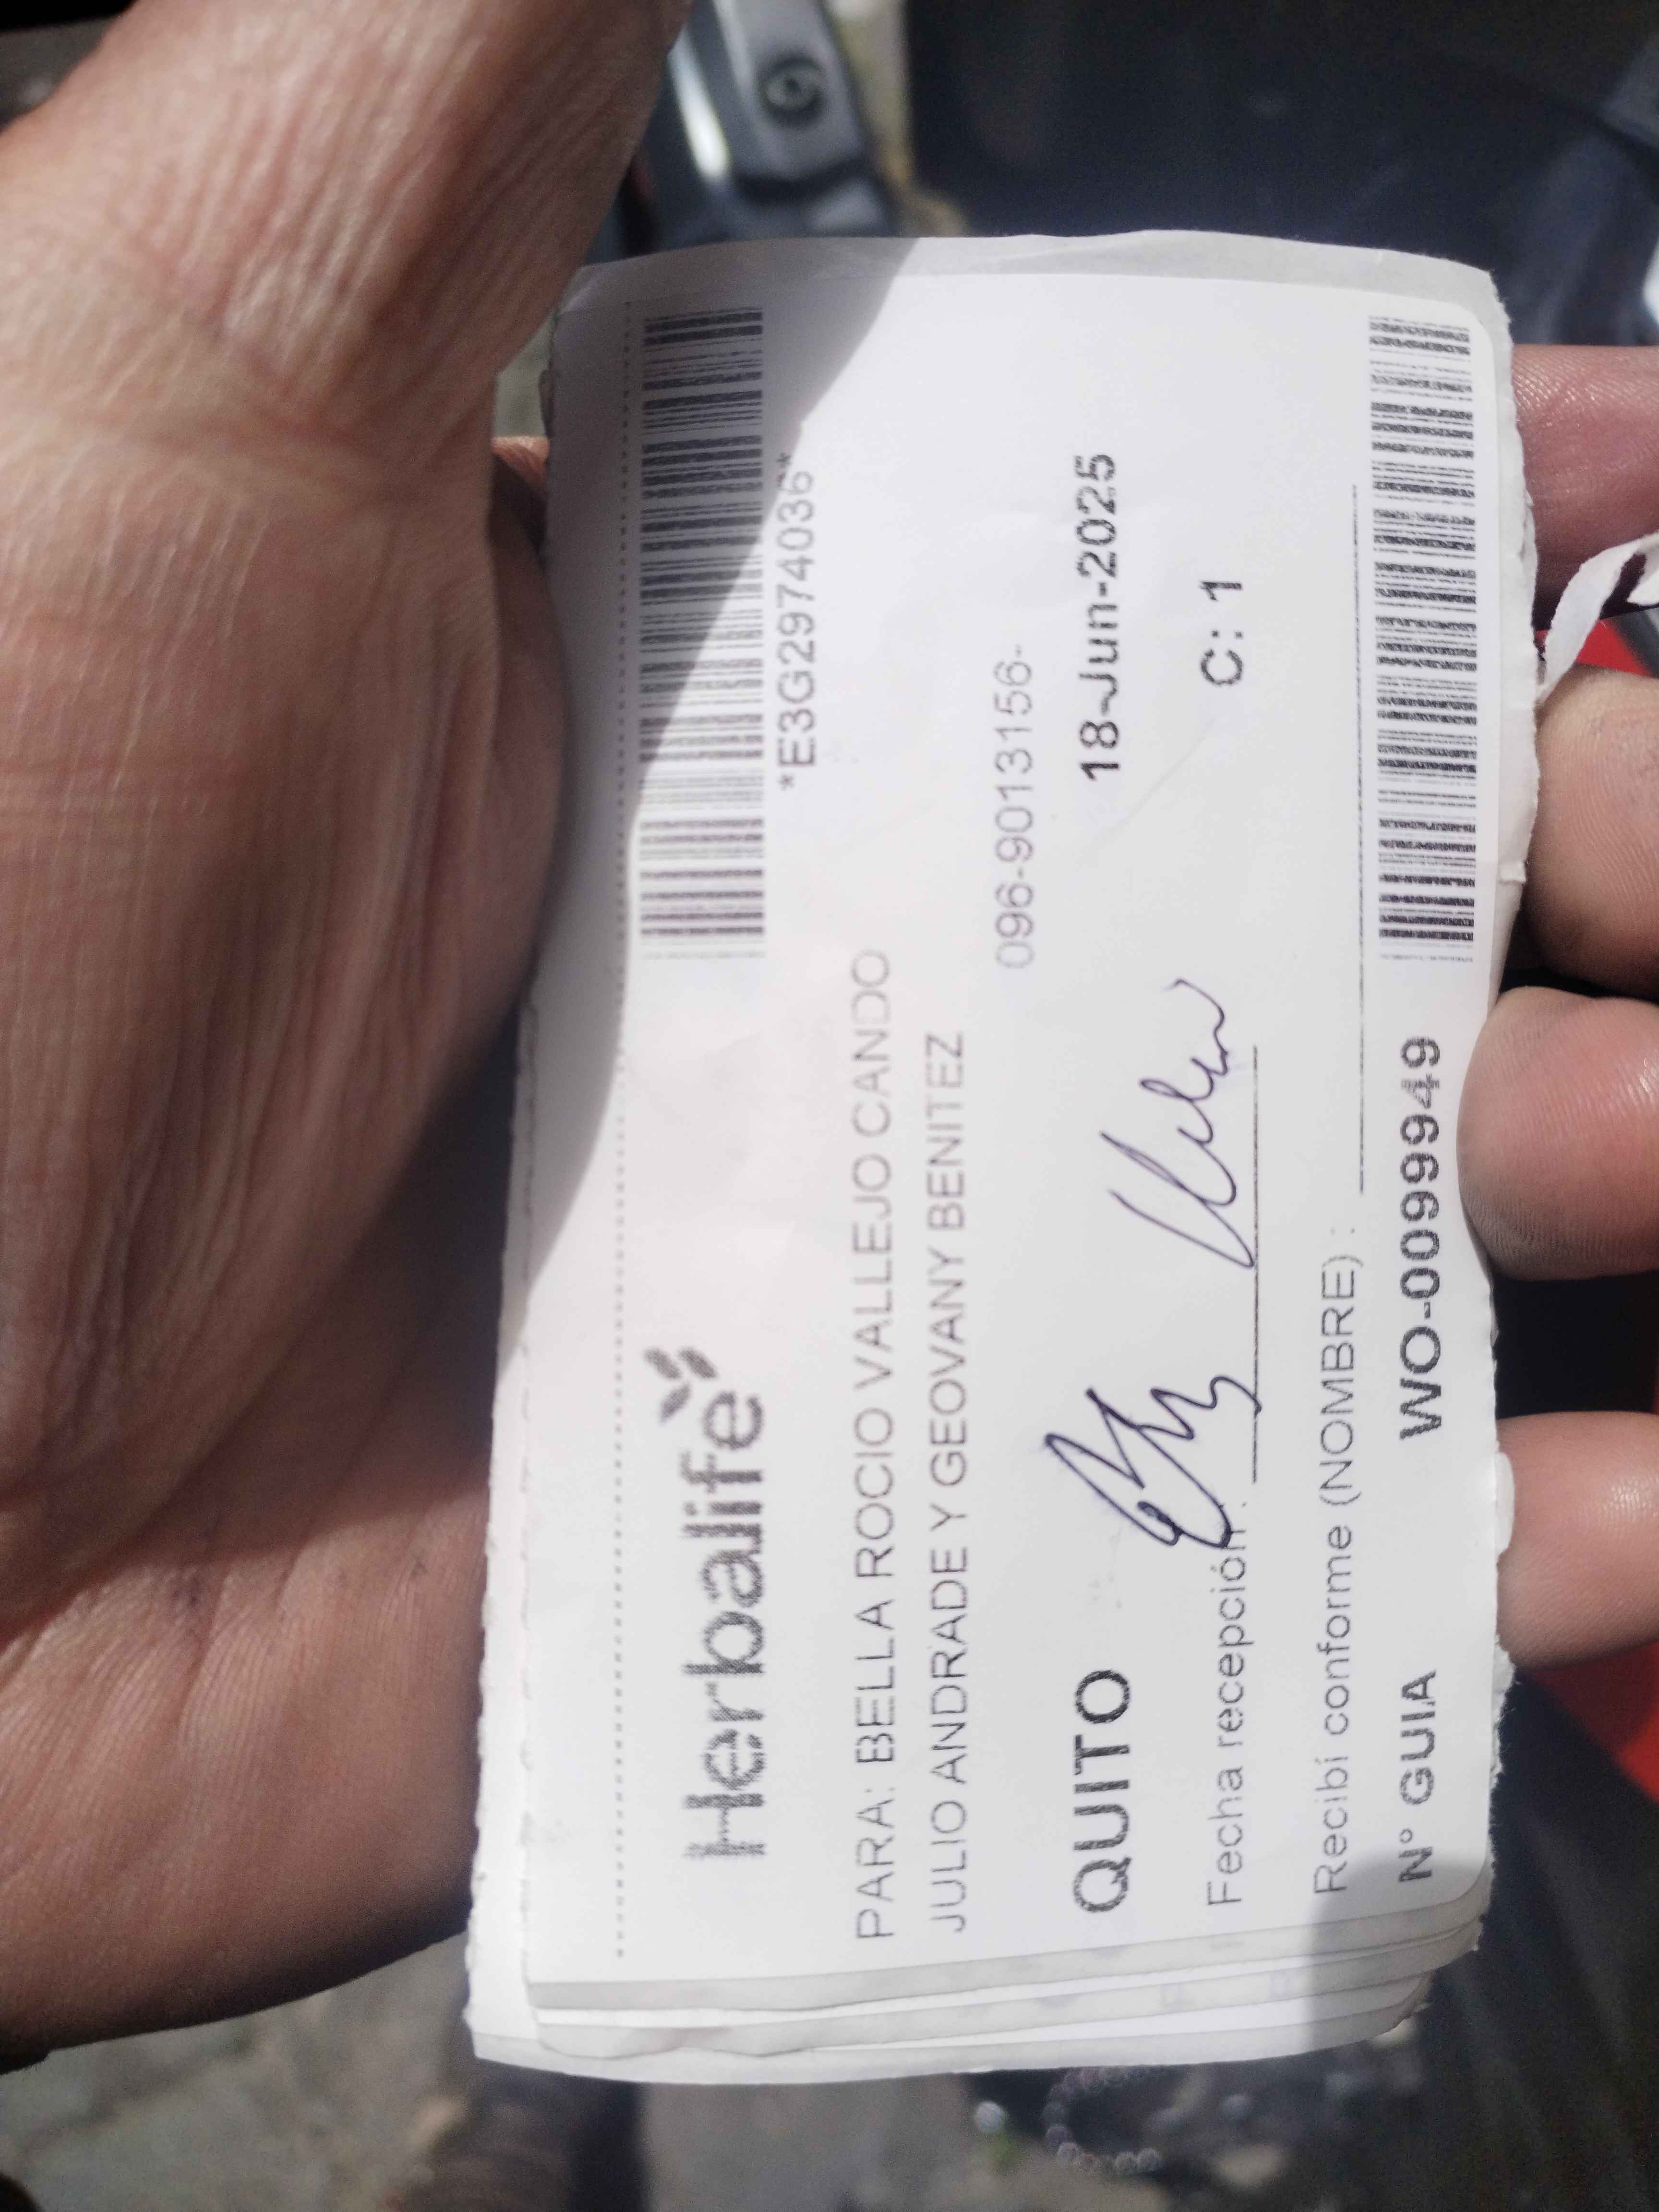 Herbalife
*E3G2974036*
PARA: BELLA ROCIO VALLEJO CANDO
JULIO ANDRADE Y GEOVANY BENITEZ
096-9013156-
QUITO 18-Jun-2025
Fecha recepción : C: 1
Recibí conforme (NOMBRE) :
N° GUIA WO-0099949